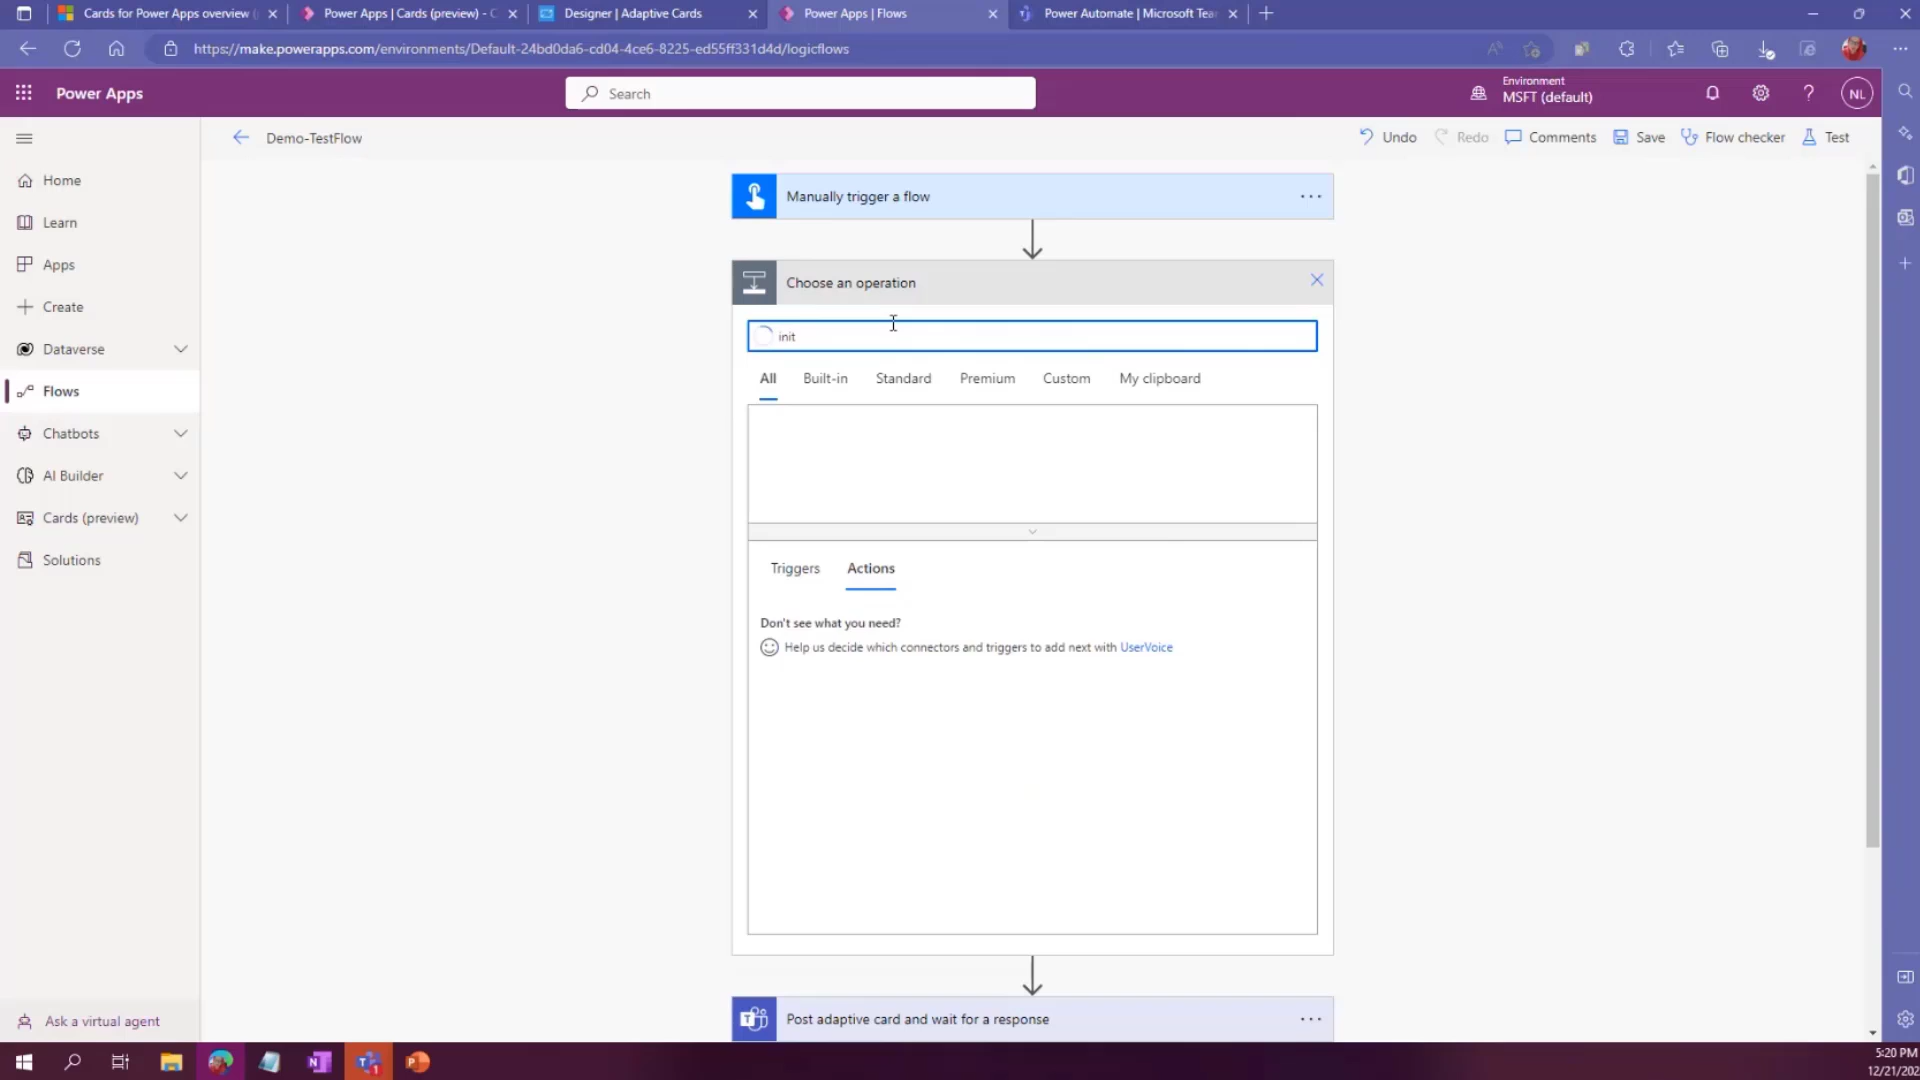 Cards for Power Apps overview (
Power Apps | Cards (preview) - C
Designer | Adaptive Cards
Power Apps | Flows
Power Automate | Microsoft Tea
https://make.powerapps.com/environments/Default-24bd0da6-cd04-4ce6-8225-ed55ff331d4d/logicflows
Power Apps
Search
Environment
MSFT (default)
NL
Demo-TestFlow
Undo
Redo
Comments
Save
Flow checker
Test
Home
Learn
Apps
Create
Dataverse
Flows
Chatbots
AI Builder
Cards (preview)
Solutions
Ask a virtual agent
Manually trigger a flow
Choose an operation
init
All
Built-in
Standard
Premium
Custom
My clipboard
Triggers
Actions
Don't see what you need?
Help us decide which connectors and triggers to add next with UserVoice
Post adaptive card and wait for a response
5:20 PM
12/21/202